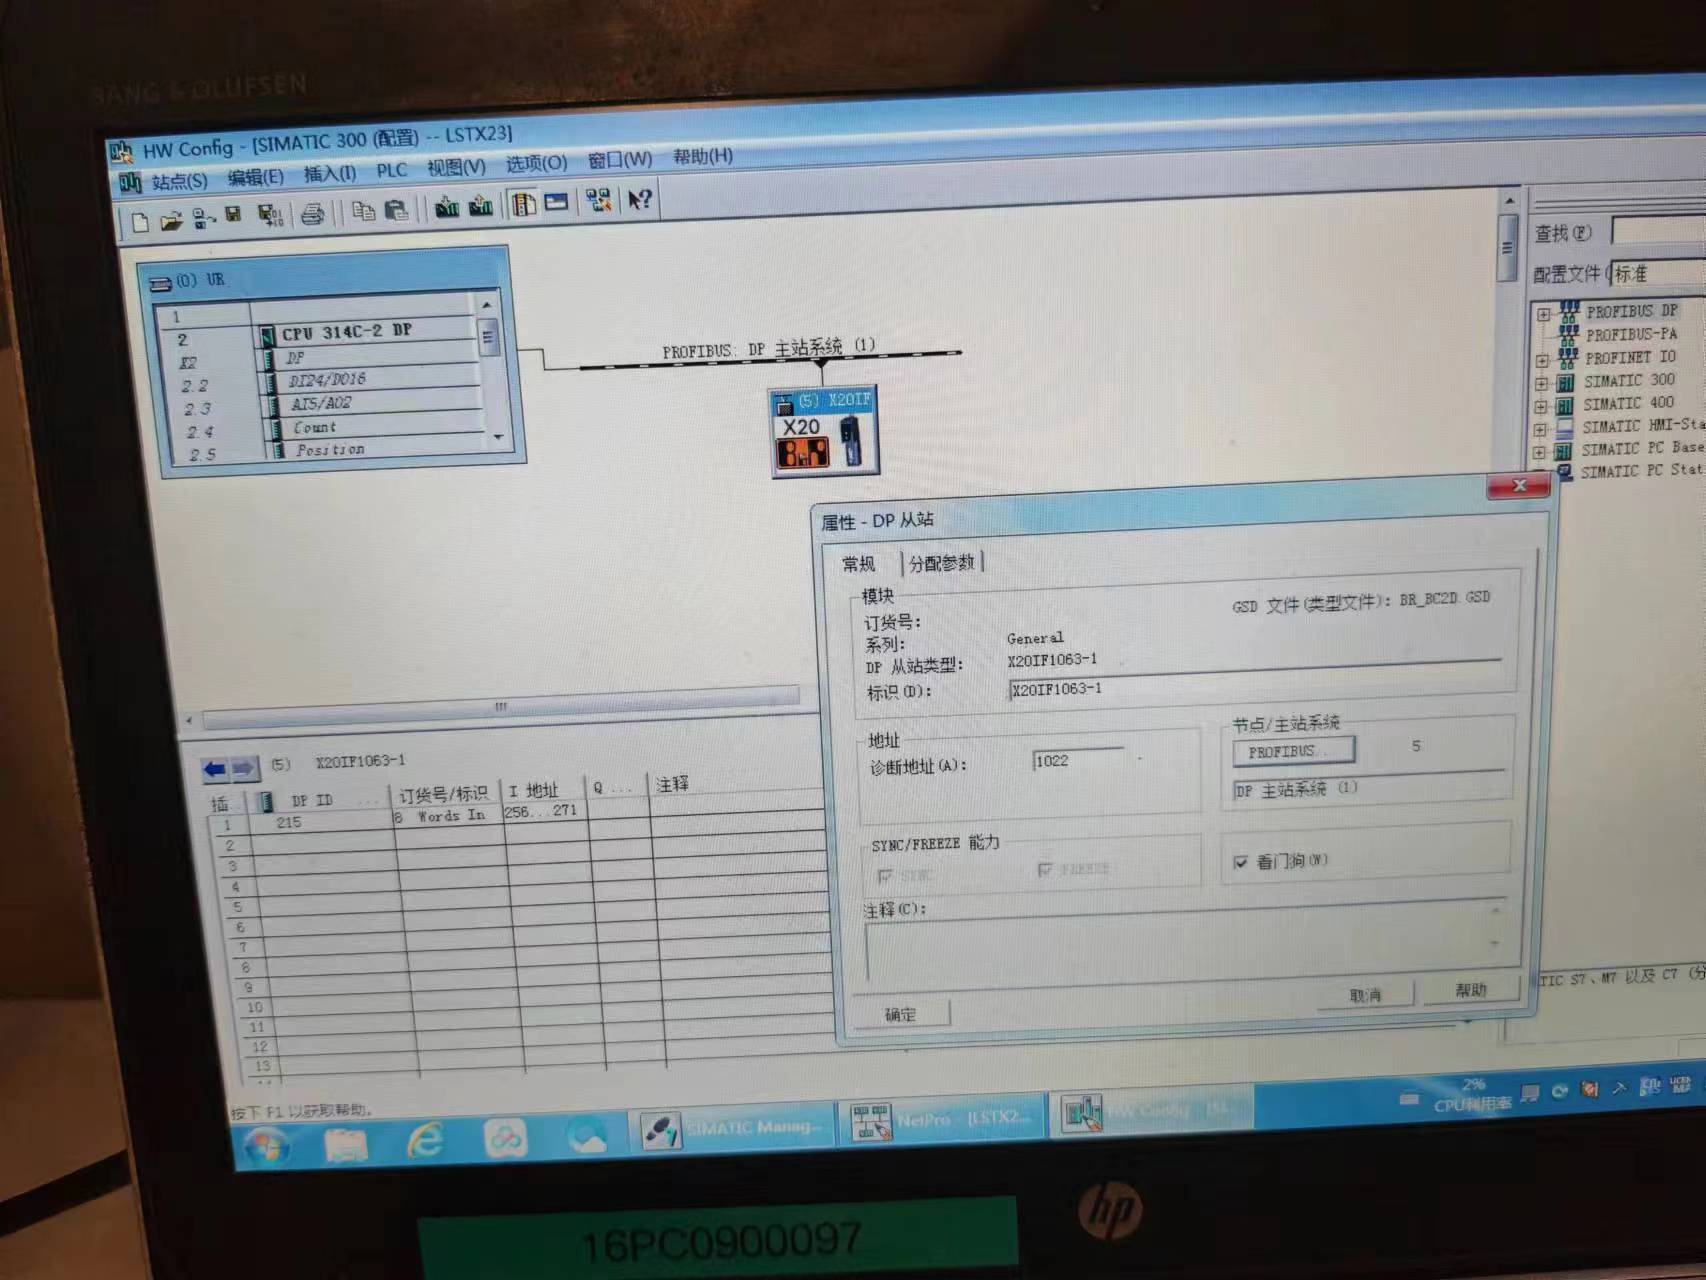 BANG & OLUFSEN
HW Config - [SIMATIC 300 (配置) -- LSTX23]
站点(S) 编辑(E) 插入(I) PLC 视图(V) 选项(O) 窗口(W) 帮助(H)
查找(F)
配置文件( 标准
(0) UR
1
2 CPU 314C-2 DP
X2 DP
2.2 DI24/DO16
2.3 AI5/AO2
2.4 Count
2.5 Position
PROFIBUS: DP 主站系统 (1)
(5) X20IF
X20
B&R
PROFIBUS DP
PROFIBUS-PA
PROFINET IO
SIMATIC 300
SIMATIC 400
SIMATIC HMI-Sta
SIMATIC PC Base
SIMATIC PC Stat
属性 - DP 从站
常规 分配参数
模块
订货号:
GSD 文件(类型文件): BR_BC2D.GSD
系列: General
DP 从站类型: X20IF1063-1
标识(D): X20IF1063-1
地址
诊断地址(A): 1022
节点/主站系统
PROFIBUS... 5
DP 主站系统 (1)
SYNC/FREEZE 能力
SYNC FREEZE
看门狗(W)
注释(C):
确定 取消 帮助
(5) X20IF1063-1
插... DP ID ... 订货号/标识 I 地址 Q ... 注释
1 215 8 Words In 256...271
2
3
4
5
6
7
8
9
10
11
12
13
TIC S7、M7 以及 C7 (分
按下 F1 以获取帮助。
SIMATIC Manag...
NetPro - [LSTX2...
HW Config
2%
CPU利用率
hp
16PC0900097